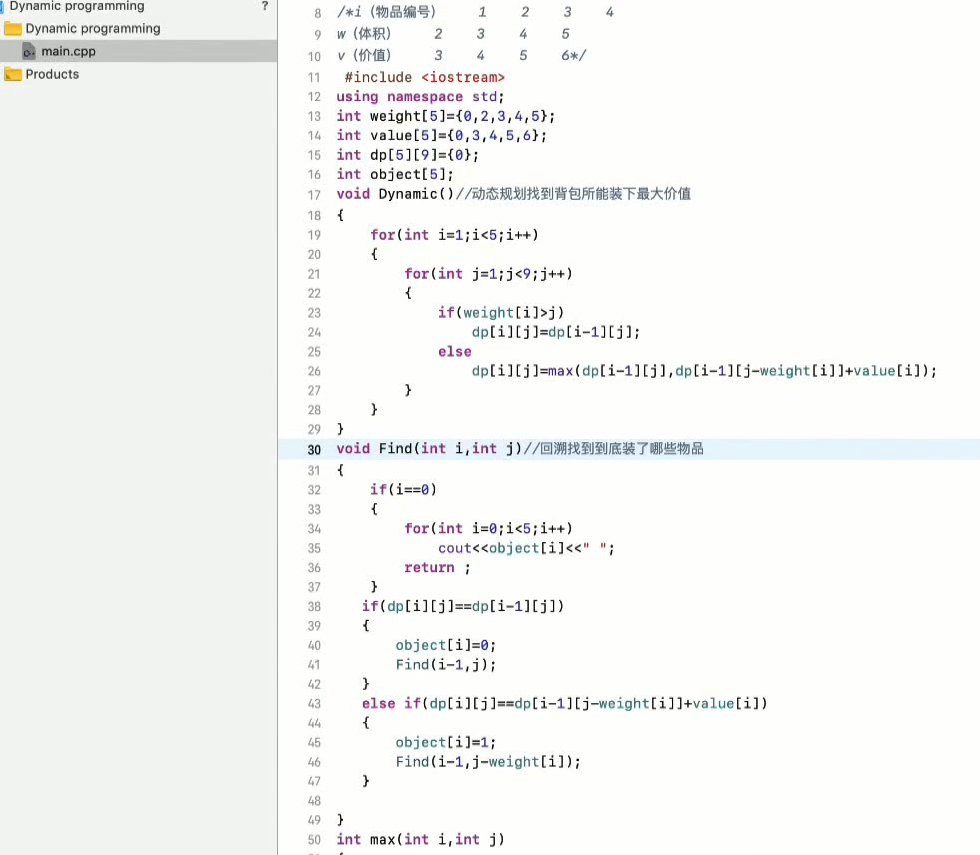 Dynamic programming ?
Dynamic programming
main.cpp
Products
8 /*i（物品编号） 1 2 3 4
9 w（体积） 2 3 4 5
10 v（价值） 3 4 5 6*/
11 #include <iostream>
12 using namespace std;
13 int weight[5]={0,2,3,4,5};
14 int value[5]={0,3,4,5,6};
15 int dp[5][9]={0};
16 int object[5];
17 void Dynamic()//动态规划找到背包所能装下最大价值
18 {
19 for(int i=1;i<5;i++)
20 {
21 for(int j=1;j<9;j++)
22 {
23 if(weight[i]>j)
24 dp[i][j]=dp[i-1][j];
25 else
26 dp[i][j]=max(dp[i-1][j],dp[i-1][j-weight[i]]+value[i]);
27 }
28 }
29 }
30 void Find(int i,int j)//回溯找到到底装了哪些物品
31 {
32 if(i==0)
33 {
34 for(int i=0;i<5;i++)
35 cout<<object[i]<<" ";
36 return ;
37 }
38 if(dp[i][j]==dp[i-1][j])
39 {
40 object[i]=0;
41 Find(i-1,j);
42 }
43 else if(dp[i][j]==dp[i-1][j-weight[i]]+value[i])
44 {
45 object[i]=1;
46 Find(i-1,j-weight[i]);
47 }
48
49 }
50 int max(int i,int j)